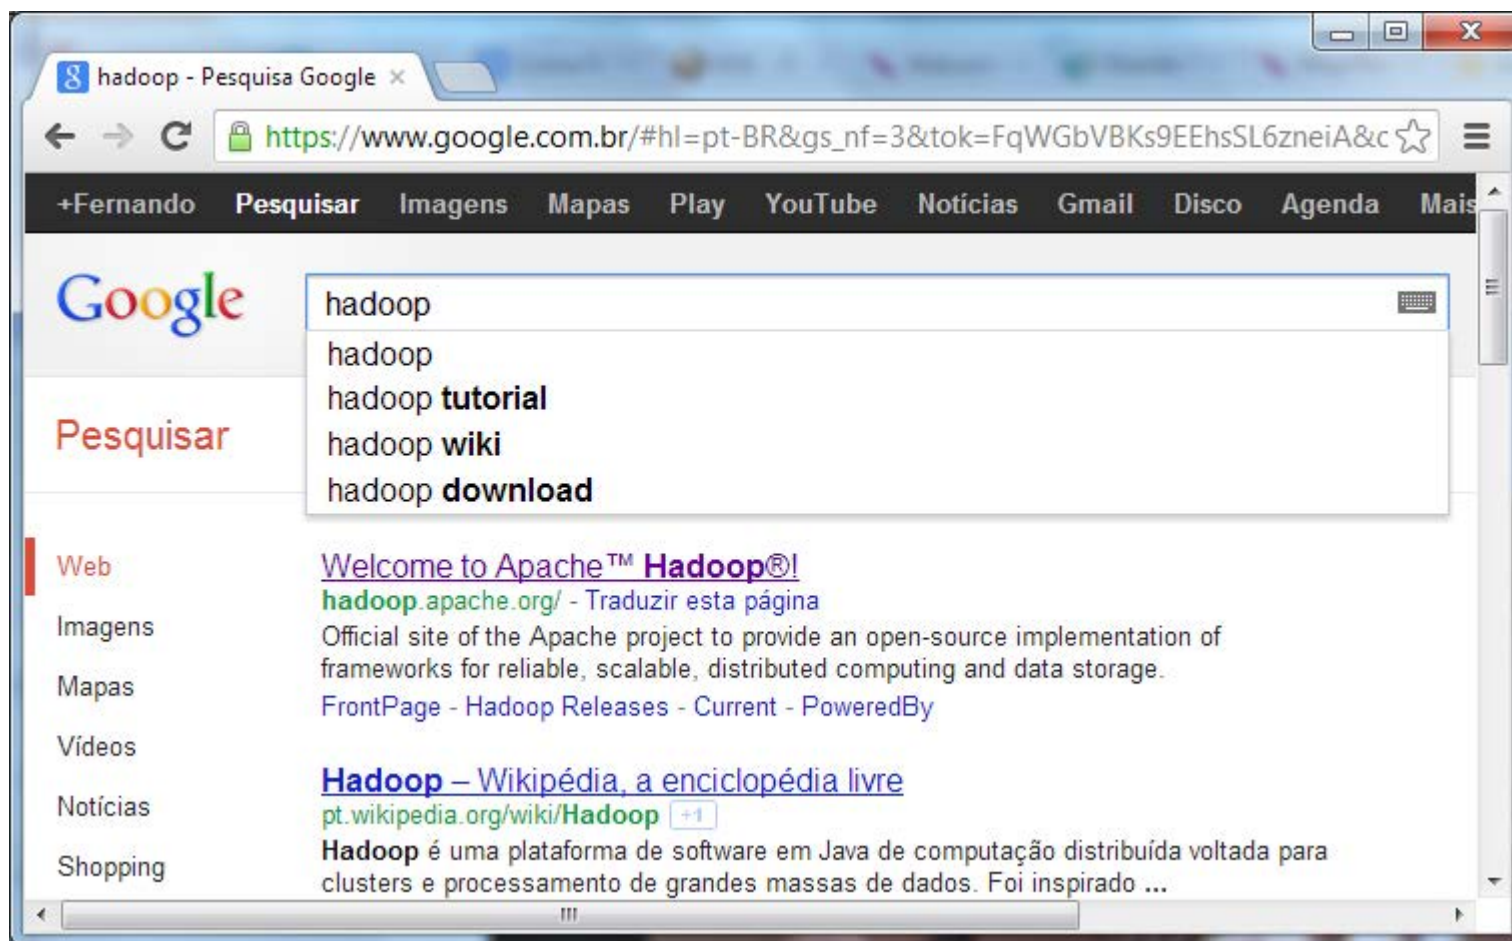 hadoop - Pesquisa Google
https://www.google.com.br/#hl=pt-BR&gs_nf=3&tok=FqWGbVBKs9EEhsSL6zneiA&c
+Fernando Pesquisar Imagens Mapas Play YouTube Notícias Gmail Disco Agenda Mais
Google
hadoop
hadoop
hadoop tutorial
hadoop wiki
hadoop download
Pesquisar
Web
Imagens
Mapas
Vídeos
Notícias
Shopping
Welcome to Apache™ Hadoop®!
hadoop.apache.org/ - Traduzir esta página
Official site of the Apache project to provide an open-source implementation of
frameworks for reliable, scalable, distributed computing and data storage.
FrontPage - Hadoop Releases - Current - PoweredBy
Hadoop – Wikipédia, a enciclopédia livre
pt.wikipedia.org/wiki/Hadoop +1
Hadoop é uma plataforma de software em Java de computação distribuída voltada para
clusters e processamento de grandes massas de dados. Foi inspirado ...